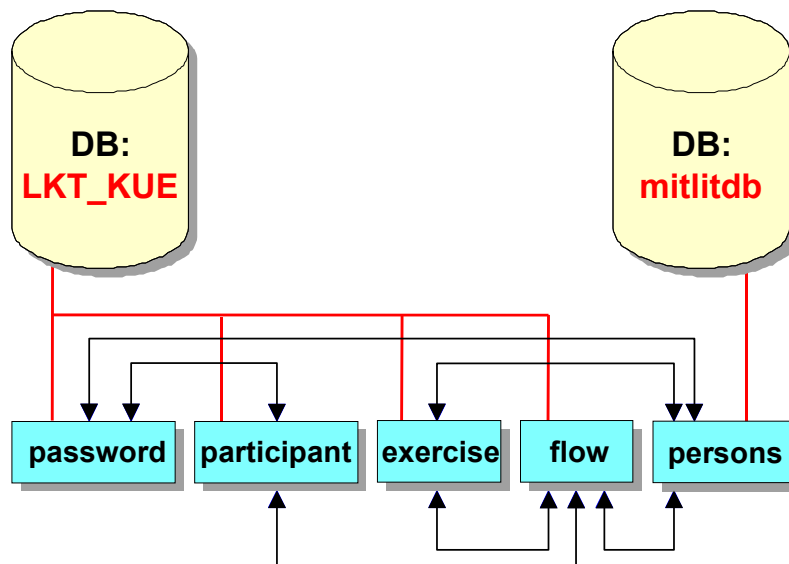 DB:
LKT_KUE
DB:
mitlitdb
password
participant
exercise
flow
persons